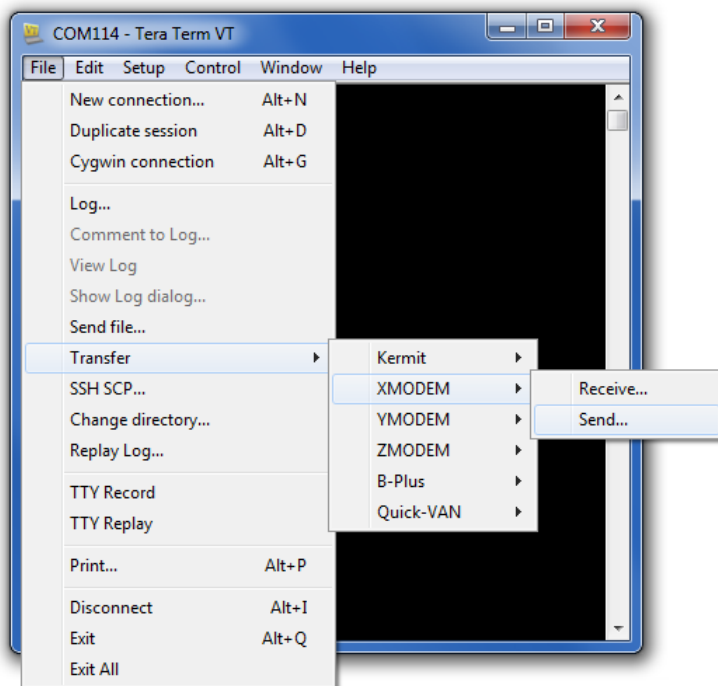 COM114 - Tera Term VT
File Edit Setup Control Window Help
New connection... Alt+N
Duplicate session Alt+D
Cygwin connection Alt+G
Log...
Comment to Log...
View Log
Show Log dialog...
Send file...
Transfer
SSH SCP...
Change directory...
Replay Log...
TTY Record
TTY Replay
Print... Alt+P
Disconnect Alt+I
Exit Alt+Q
Exit All
Kermit
XMODEM
YMODEM
ZMODEM
B-Plus
Quick-VAN
Receive...
Send...